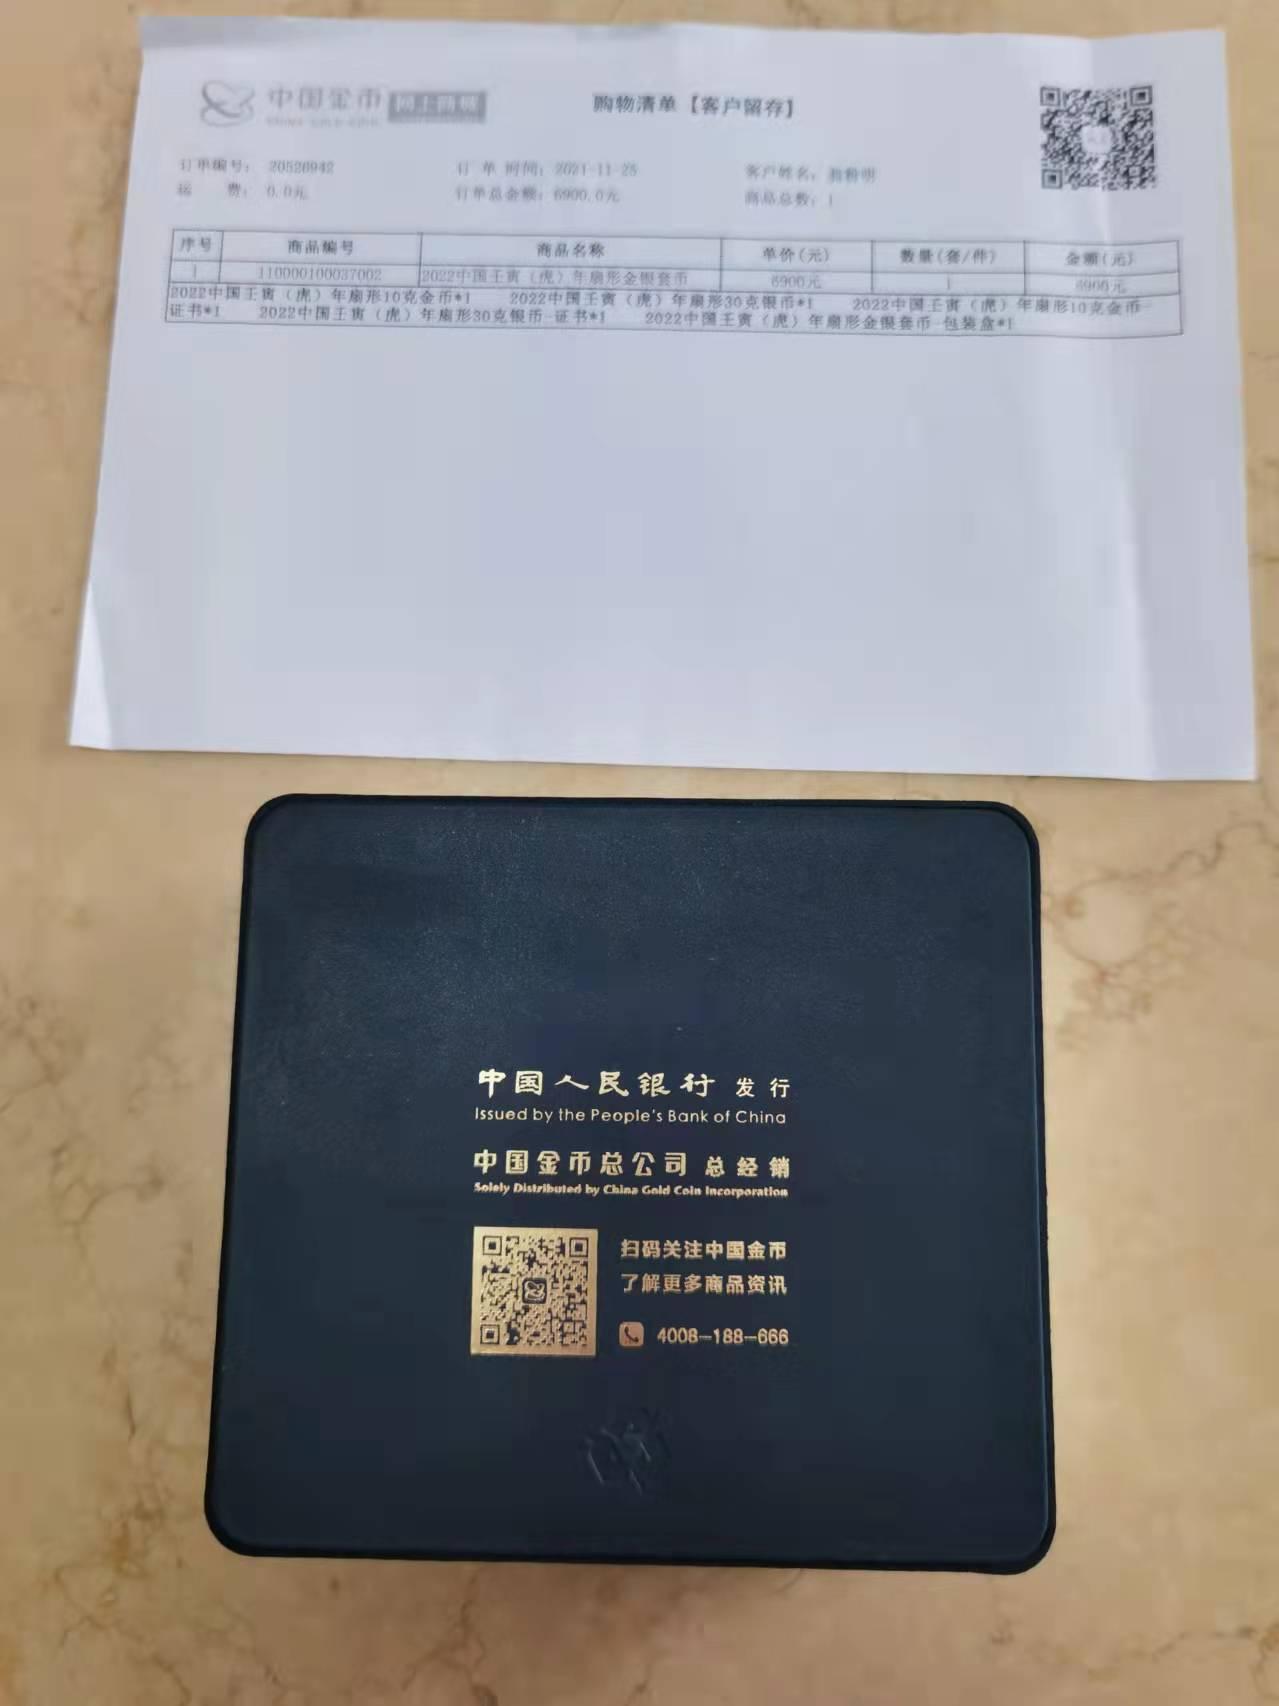 中国金币 网上商城
CHINA GOLD COIN
购物清单【客户留存】
订单编号： 20526942 订 单 时间：2021-11-25 客户姓名：
运 费： 0.0元 订单总金额：6900.0元 商品总数：1
序号 商品编号 商品名称 单价(元) 数量(套/件) 金额(元)
1 110000100037002 2022中国壬寅（虎）年扇形金银套币 6900元 1 6900元
2022中国壬寅（虎）年扇形10克金币*1 2022中国壬寅（虎）年扇形30克银币*1 2022中国壬寅（虎）年扇形10克金币-
证书*1 2022中国壬寅（虎）年扇形30克银币-证书*1 2022中国壬寅（虎）年扇形金银套币-包装盒*1
中国人民银行 发行
Issued by the People's Bank of China
中国金币总公司 总经销
Solely Distributed by China Gold Coin Incorporation
扫码关注中国金币
了解更多商品资讯
4008-188-666